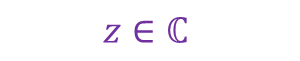 z ∈ ℂ